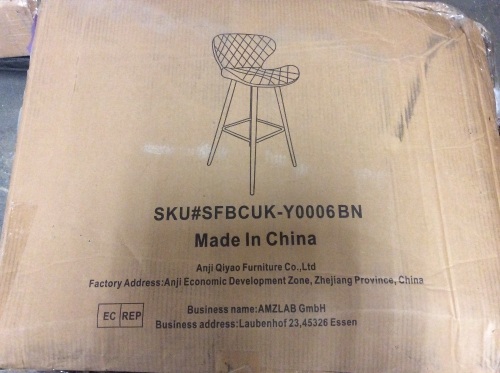 SKU#SFBCUK-Y0006BN
Made In China
Anji Qiyao Furniture Co.,Ltd
Factory Address:Anji Economic Development Zone, Zhejiang Province, China
EC REP
Business name:AMZLAB GmbH
Business address:Laubenhof 23,45326 Essen